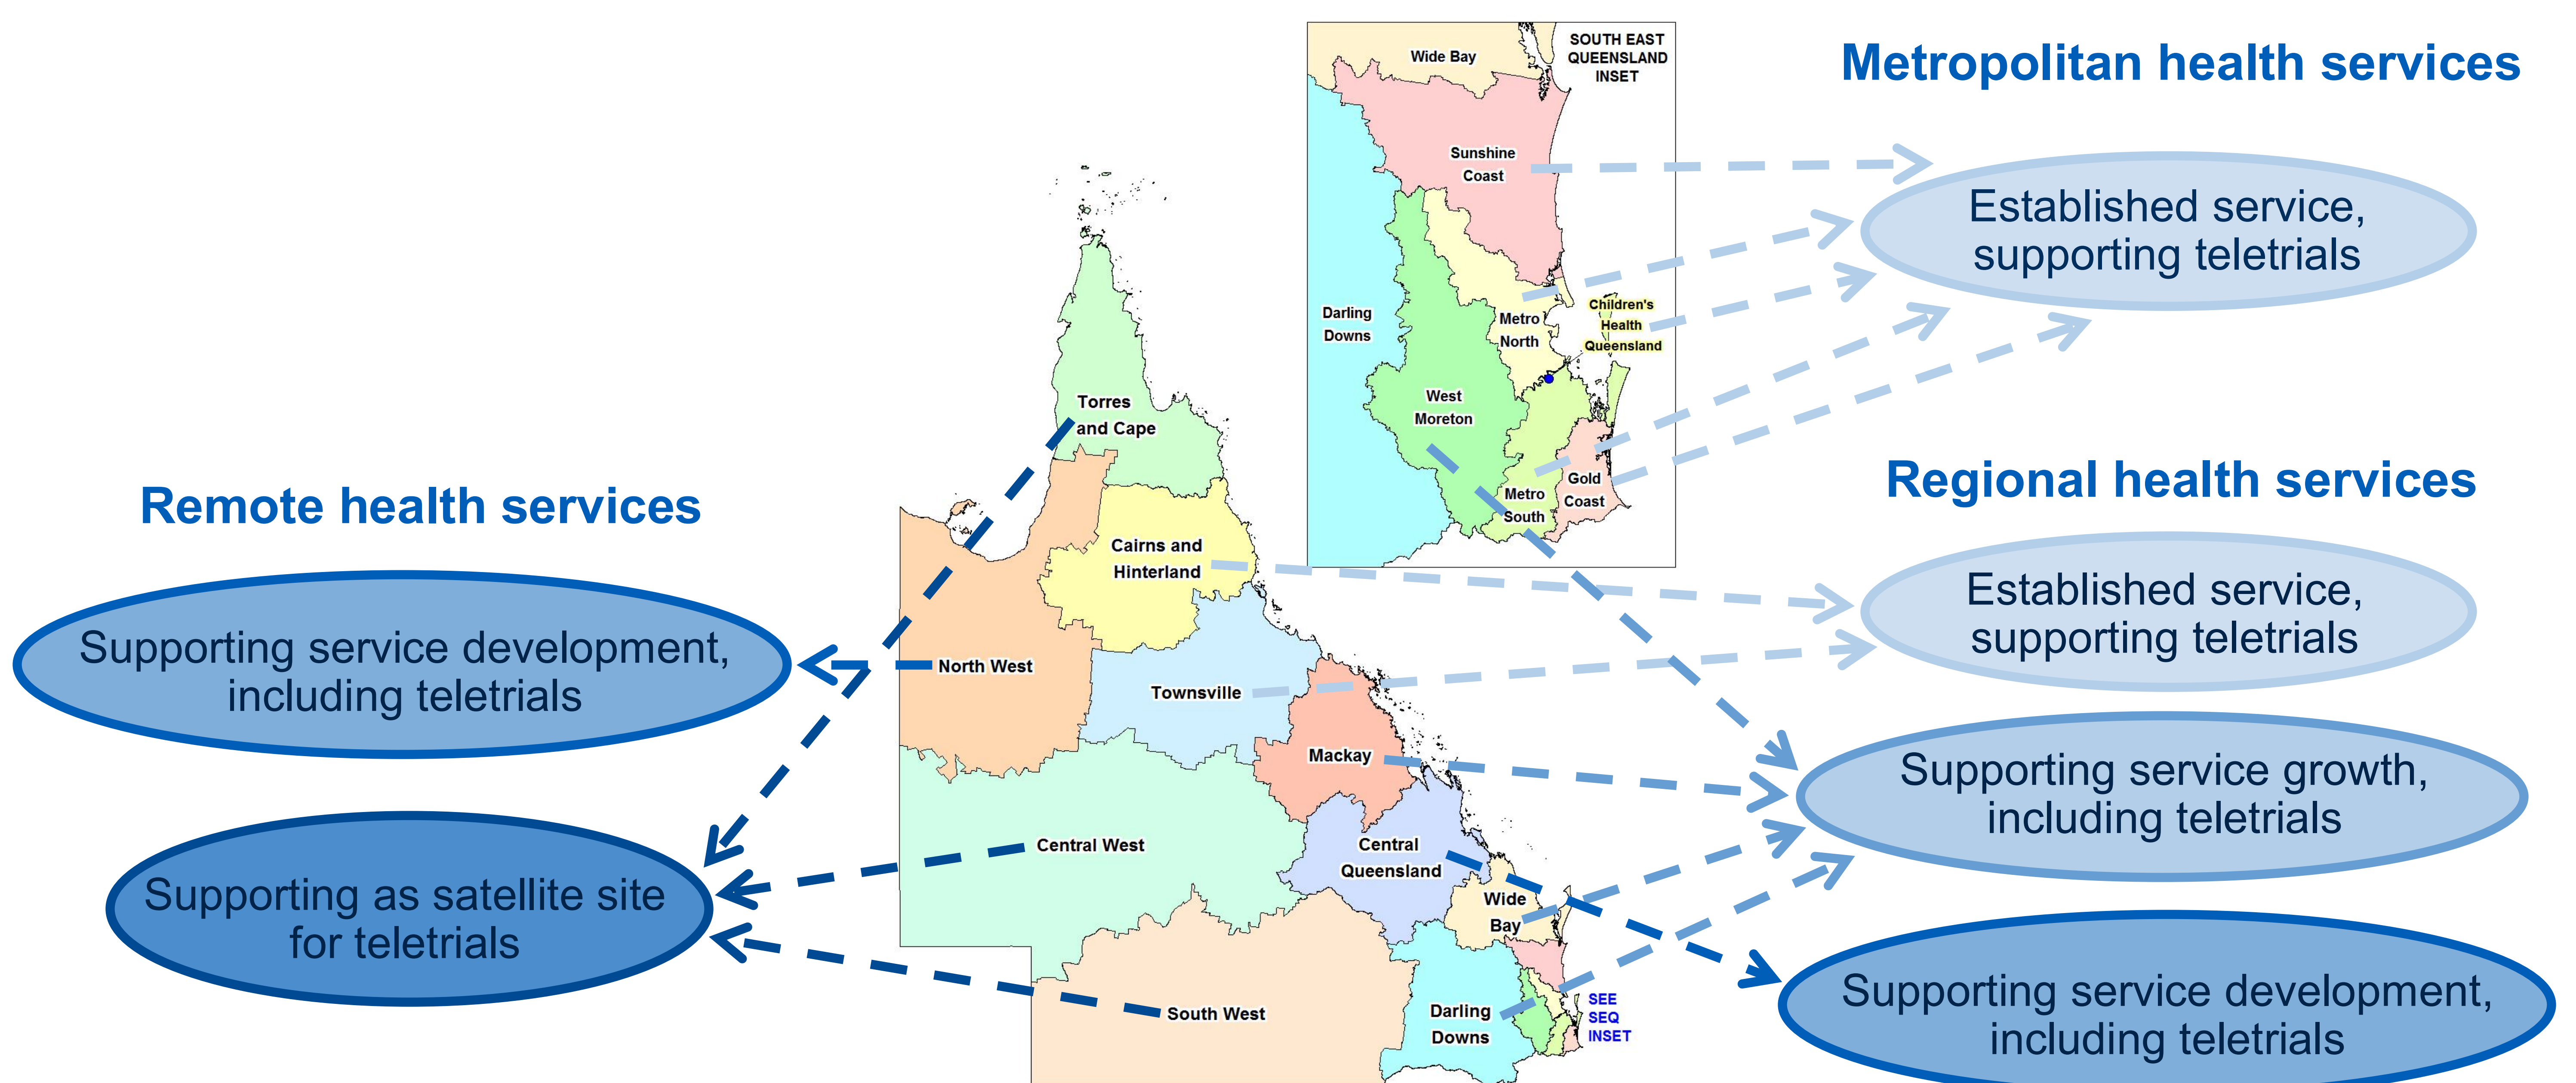 SOUTH EAST
QUEENSLAND
INSET
Wide Bay
Sunshine
Coast
Darling
Downs
Metro
North
Children's
Health
Queensland
West
Moreton
Metro
South
Gold
Coast
Metropolitan health services
Established service,
supporting teletrials
Regional health services
Established service,
supporting teletrials
Supporting service growth,
including teletrials
Supporting service development,
including teletrials
Remote health services
Supporting service development,
including teletrials
Supporting as satellite site
for teletrials
Torres
and Cape
Cairns and
Hinterland
North West
Townsville
Mackay
Central West
Central
Queensland
Wide
Bay
South West
Darling
Downs
SEE
SEQ
INSET